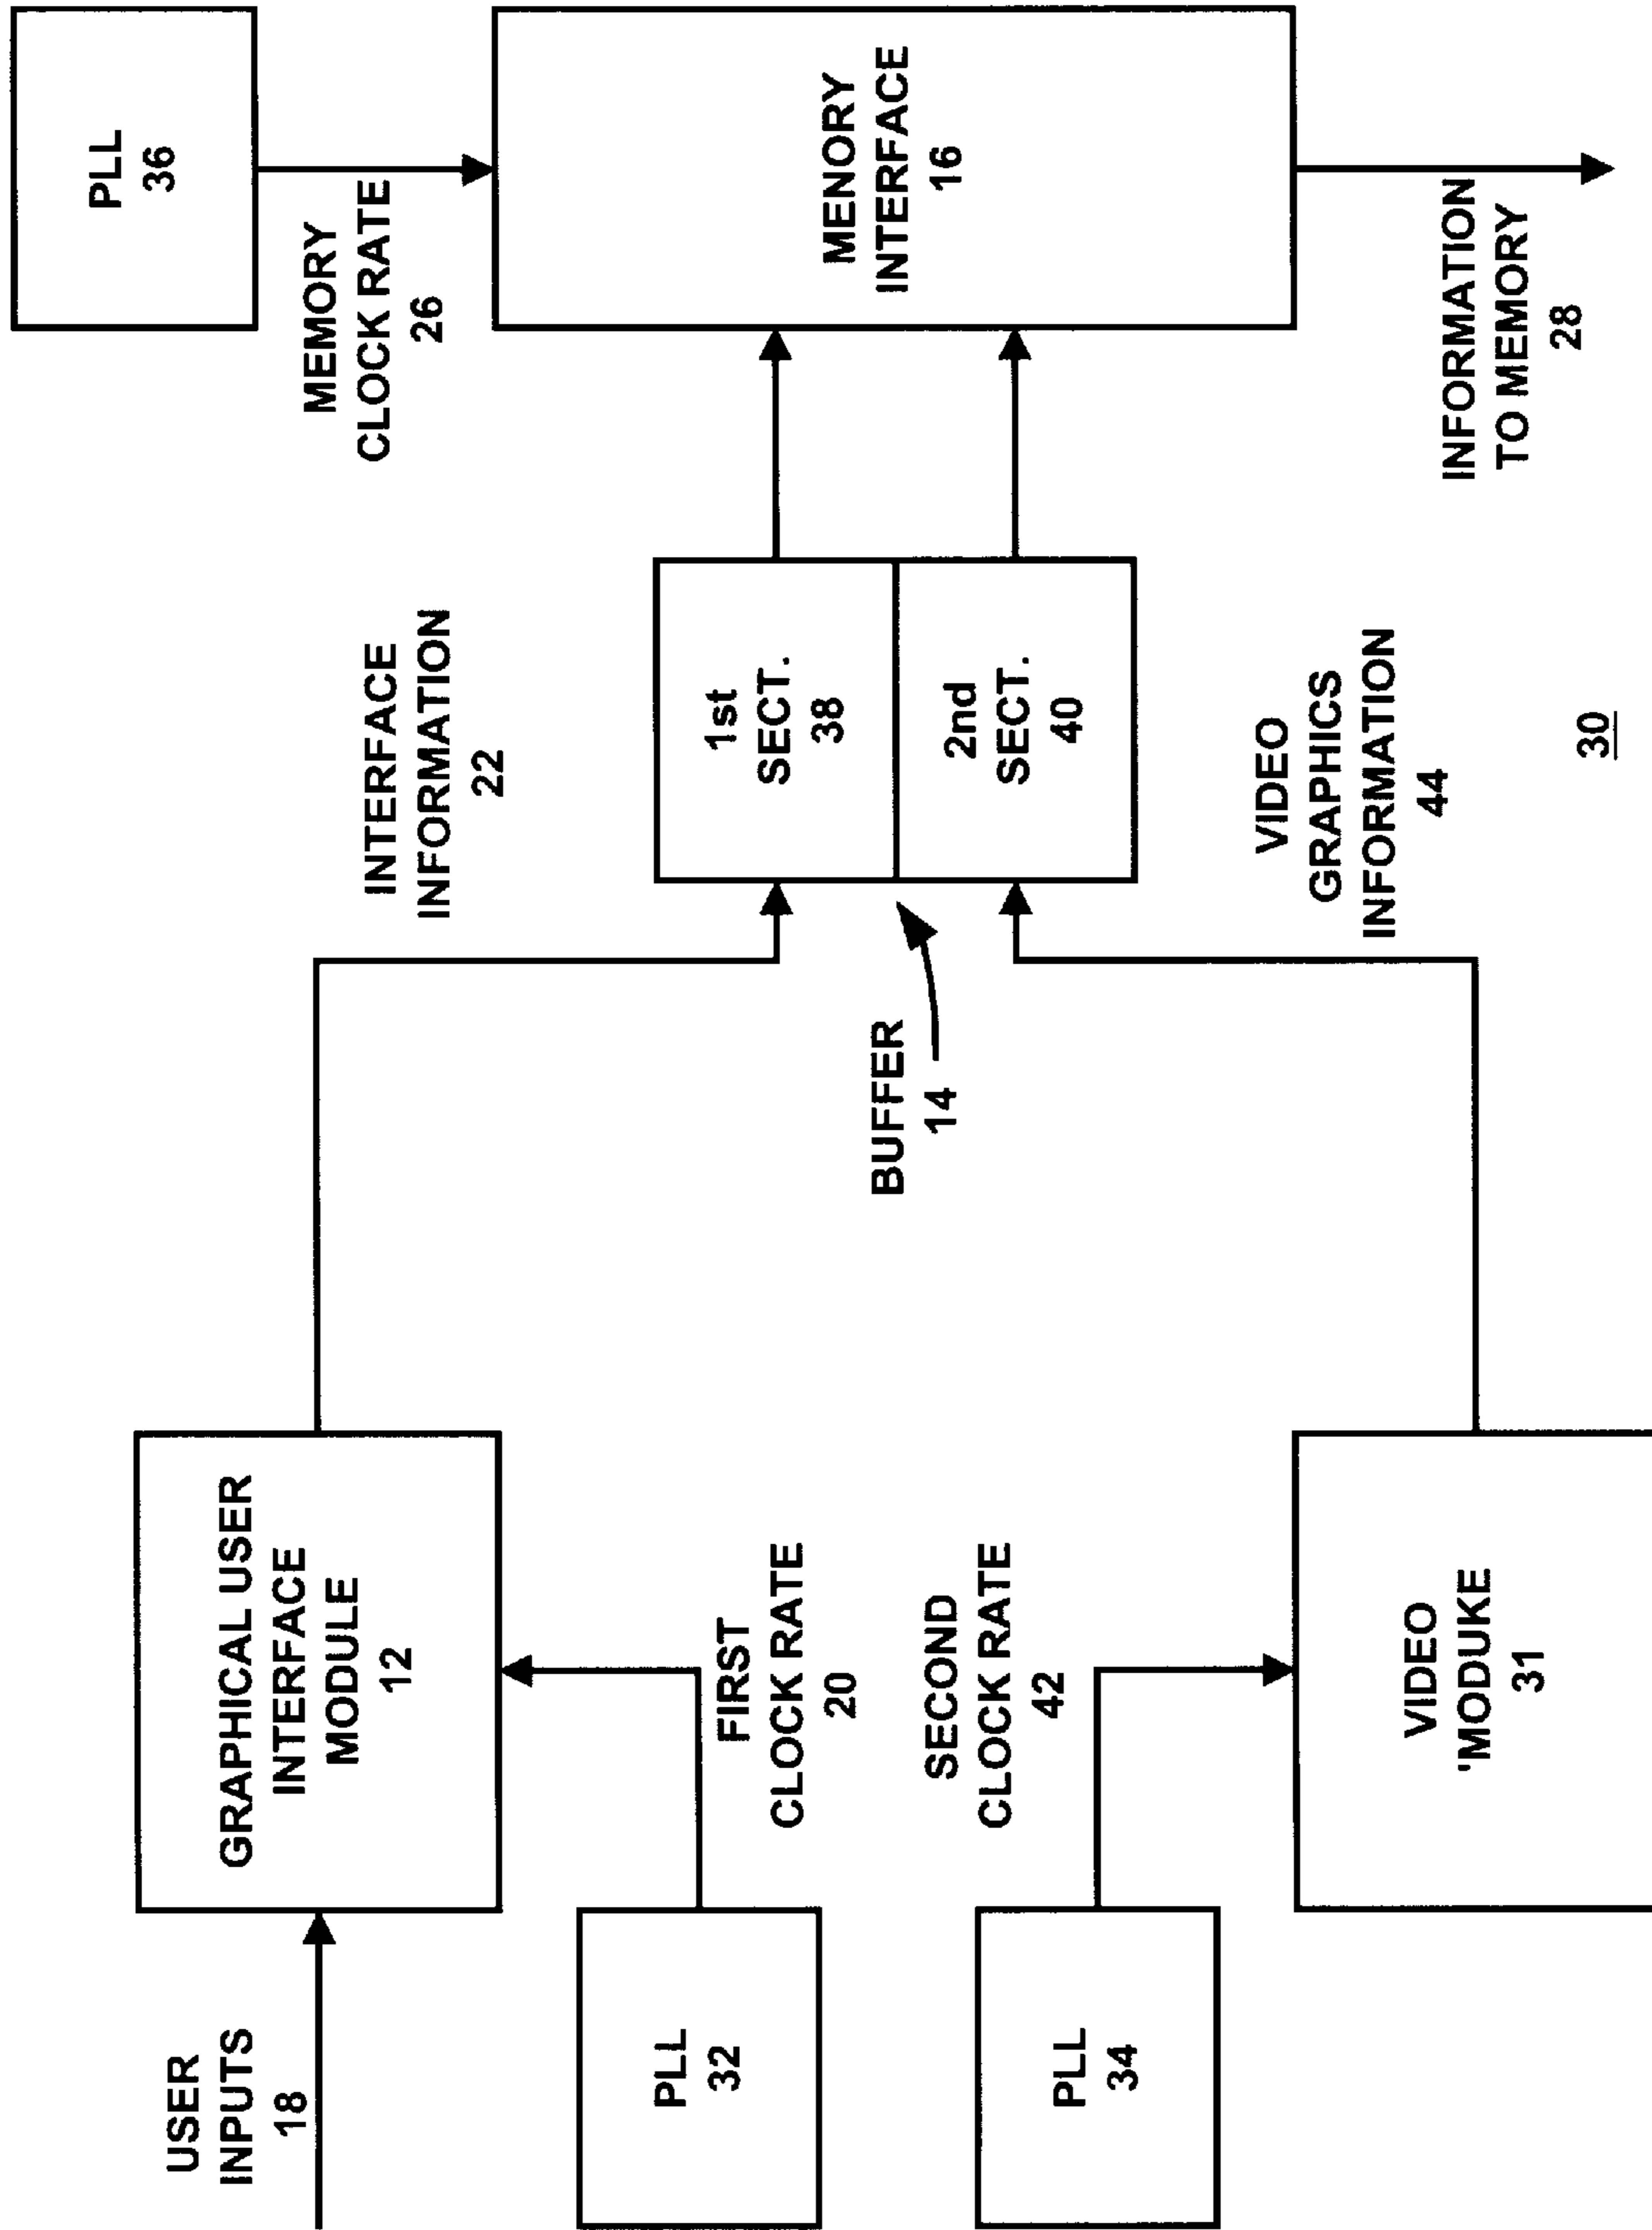 USER
INPUTS
18
GRAPHICAL USER
INTERFACE
MODULE
12
INTERFACE
INFORMATION
22
PLL
36
MEMORY
CLOCK RATE
26
PLL
32
FIRST
CLOCK RATE
20
BUFFER
14
1st
SECT.
38
2nd
SECT.
40
MENORY
INTERFACE
16
PLL
34
SECOND
CLOCK RATE
42
VIDEO
'MODUKE
31
VIDEO
GRAPHICS
INFORMATION
44
INFORMATION
TO MEMORY
28
30